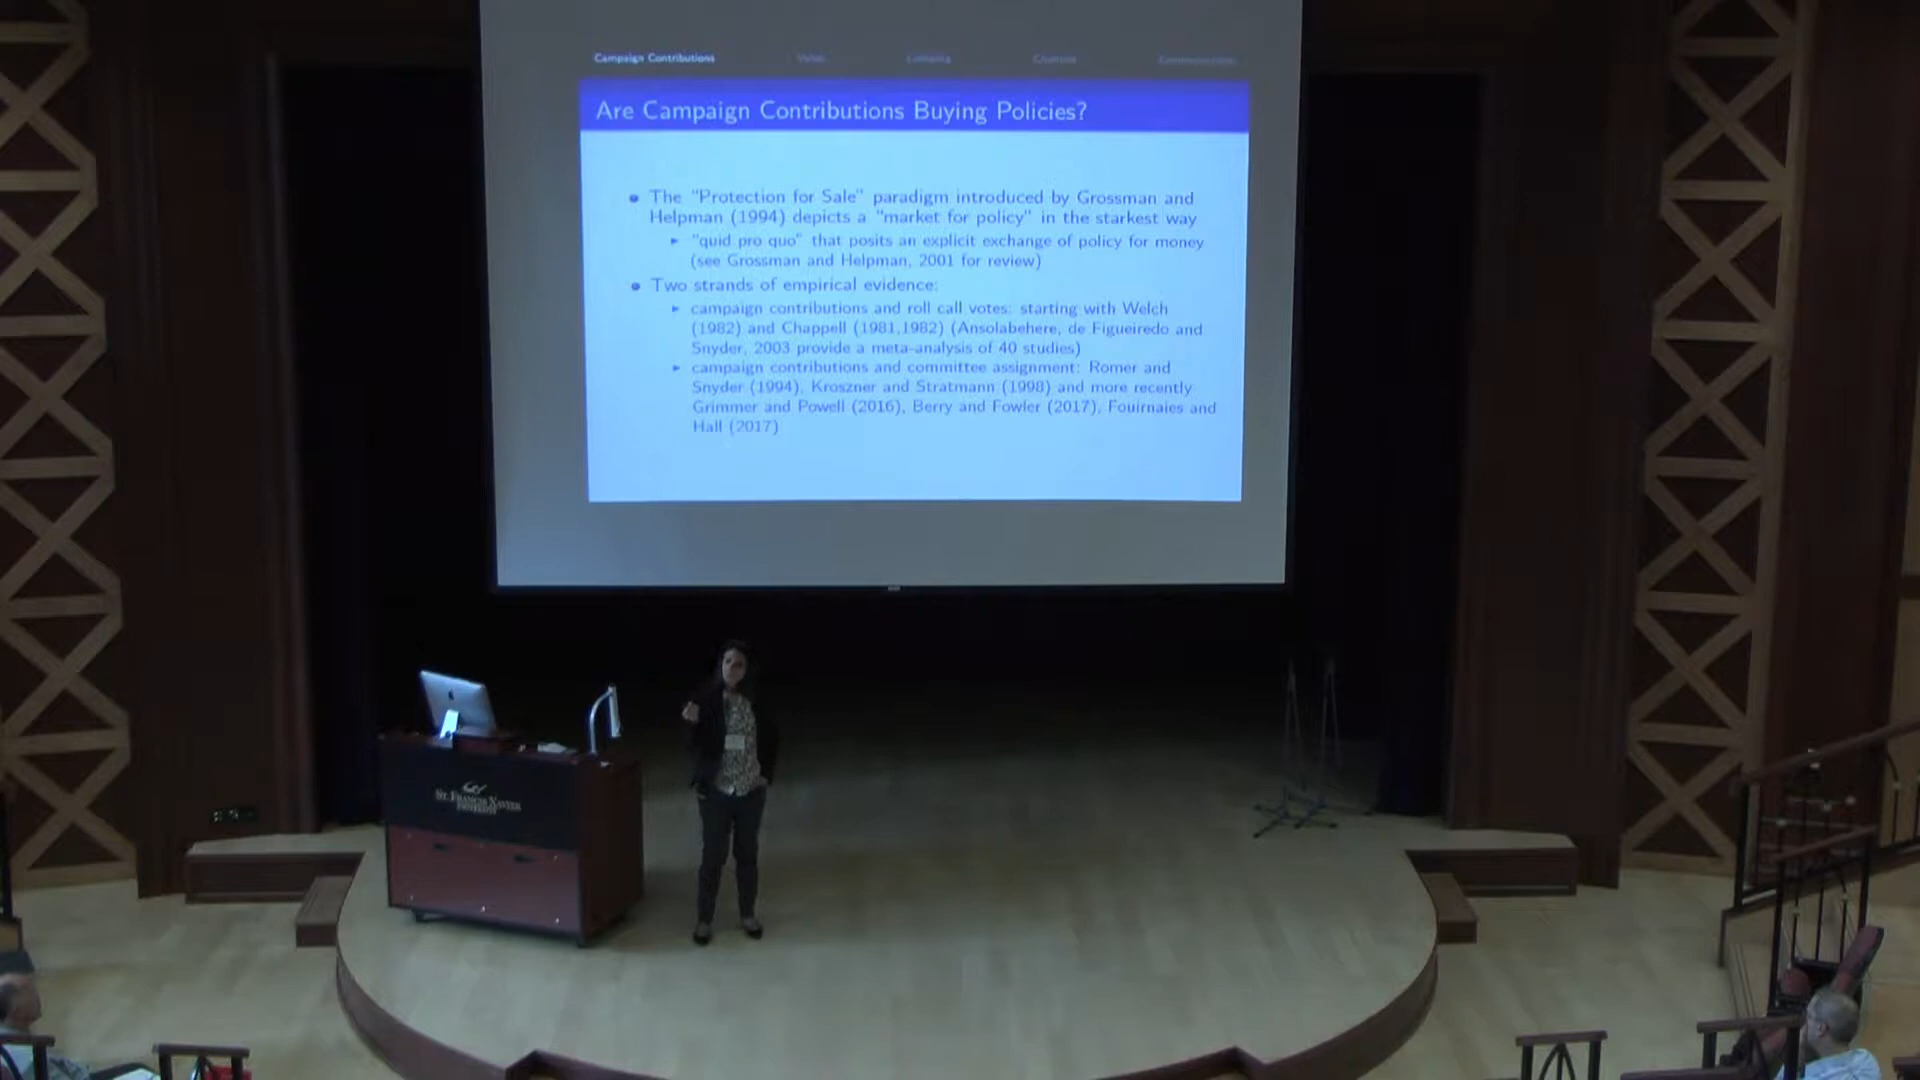 Campaign Contributions
Are Campaign Contributions Buying Policies?
The "Protection for Sale" paradigm introduced by Grossman and
Helpman (1994) depicts a "market for policy" in the starkest way
"quid pro quo" that posits an explicit exchange of policy for money
(see Grossman and Helpman, 2001 for review)
Two strands of empirical evidence:
campaign contributions and roll call votes: starting with Welch
(1982) and Chappell (1981,1982) (Ansolabehere, de Figueiredo and
Snyder, 2003 provide a meta-analysis of 40 studies)
campaign contributions and committee assignment: Romer and
Snyder (1994), Kroszner and Stratmann (1998) and more recently
Grimmer and Powell (2016), Berry and Fowler (2017), Fouirnaies and
Hall (2017)
St. Francis Xavier
University